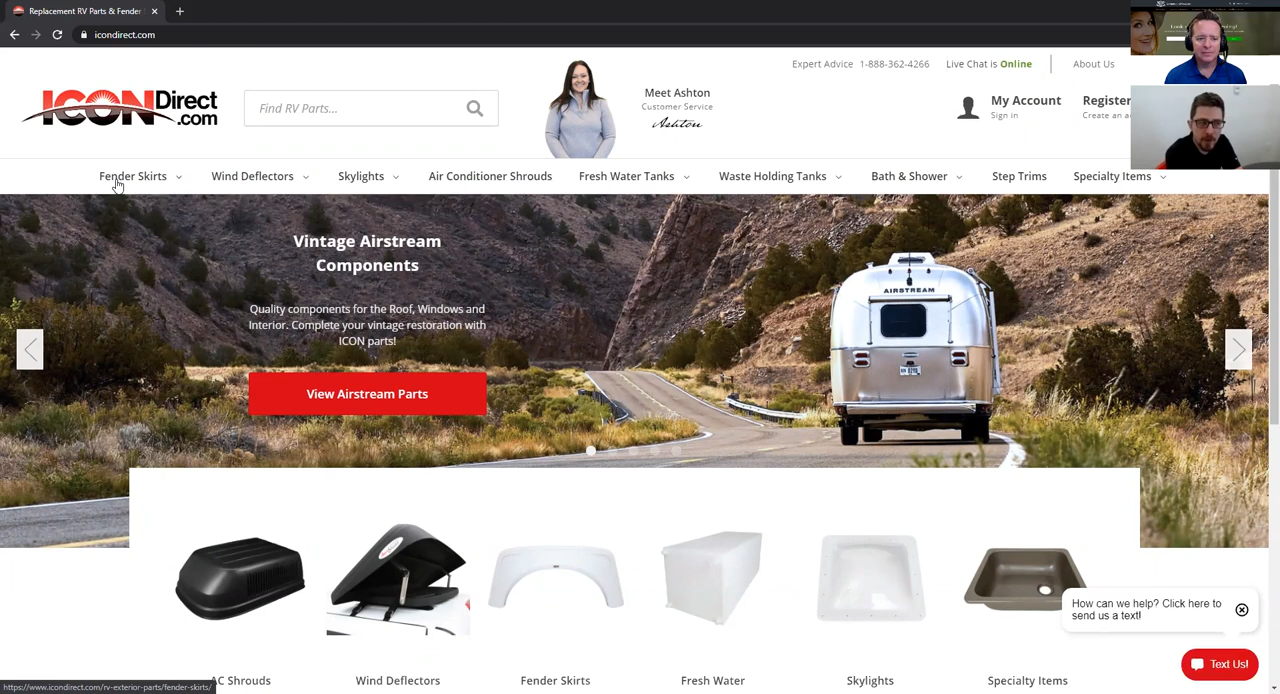 Replacement RV Parts & Fender
icondirect.com
Expert Advice 1-888-362-4266
Live Chat is Online
About Us
ICONDirect
.com
Find RV Parts...
Meet Ashton
Customer Service
Ashton
My Account
Sign in
Register
Create an ac
Fender Skirts
Wind Deflectors
Skylights
Air Conditioner Shrouds
Fresh Water Tanks
Waste Holding Tanks
Bath & Shower
Step Trims
Specialty Items
Vintage Airstream
Components
Quality components for the Roof, Windows and
Interior. Complete your vintage restoration with
ICON parts!
View Airstream Parts
AIRSTREAM
How can we help? Click here to
send us a text!
Text Us!
AC Shrouds
Wind Deflectors
Fender Skirts
Fresh Water
Skylights
Specialty Items
https://www.icondirect.com/rv-exterior-parts/fender-skirts/